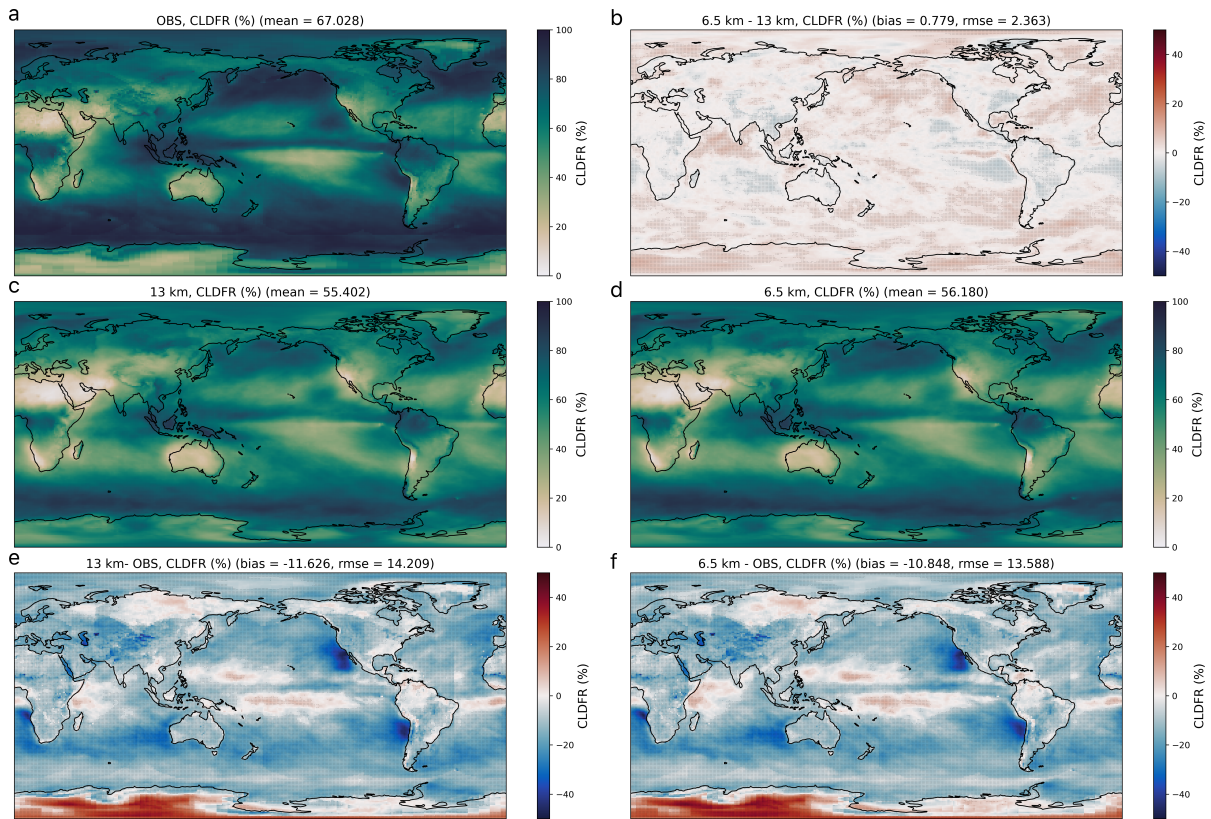 a
OBS, CLDFR (%) (mean = 67.028)
100
80
60
40
20
0
CLDFR (%)
b
6.5 km - 13 km, CLDFR (%) (bias = 0.779, rmse = 2.363)
40
20
0
−20
−40
CLDFR (%)
c
13 km, CLDFR (%) (mean = 55.402)
100
80
60
40
20
0
CLDFR (%)
d
6.5 km, CLDFR (%) (mean = 56.180)
100
80
60
40
20
0
CLDFR (%)
e
13 km- OBS, CLDFR (%) (bias = -11.626, rmse = 14.209)
40
20
0
−20
−40
CLDFR (%)
f
6.5 km - OBS, CLDFR (%) (bias = -10.848, rmse = 13.588)
40
20
0
−20
−40
CLDFR (%)